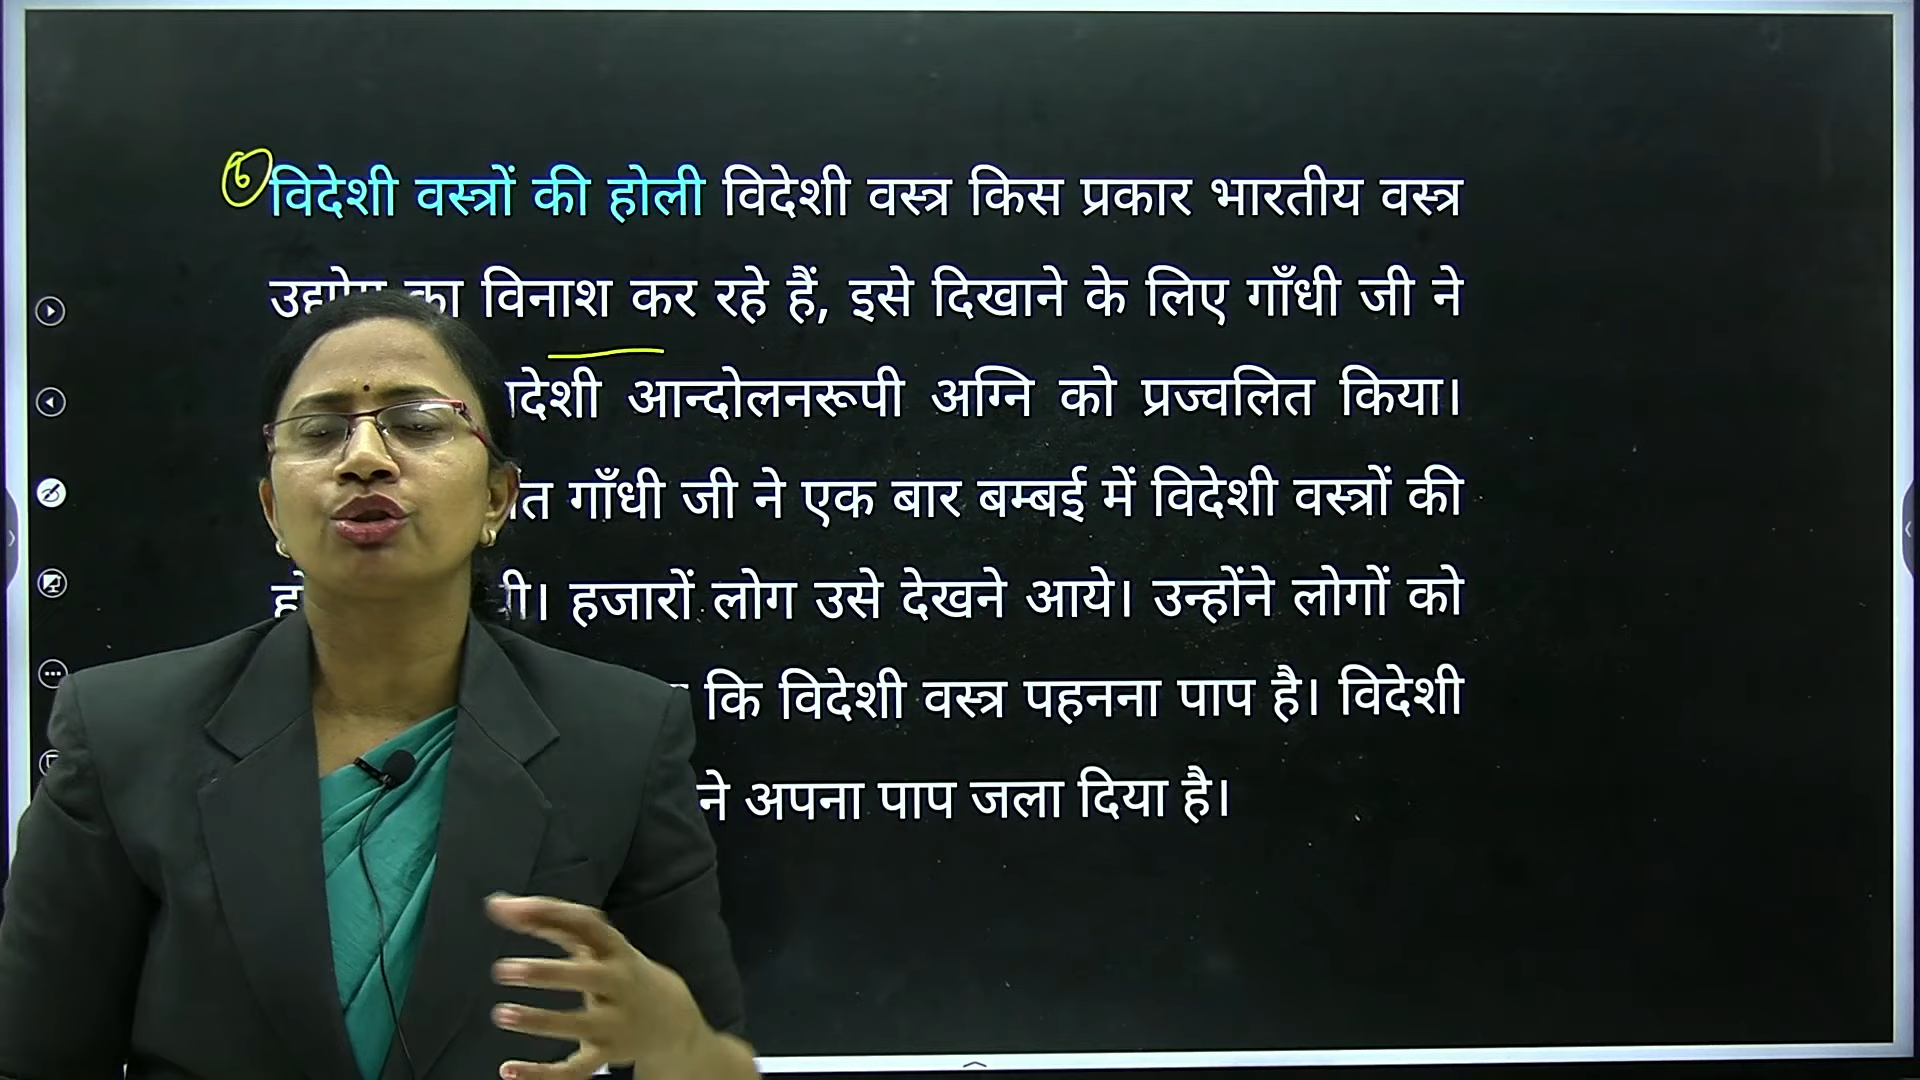 6 विदेशी वस्त्रों की होली विदेशी वस्त्र किस प्रकार भारतीय वस्त्र
का विनाश कर रहे हैं, इसे दिखाने के लिए गाँधी जी ने
आन्दोलनरूपी अग्नि को प्रज्वलित किया।
गाँधी जी ने एक बार बम्बई में विदेशी वस्त्रों की
हजारों लोग उसे देखने आये। उन्होंने लोगों को
कि विदेशी वस्त्र पहनना पाप है। विदेशी
ने अपना पाप जला दिया है।